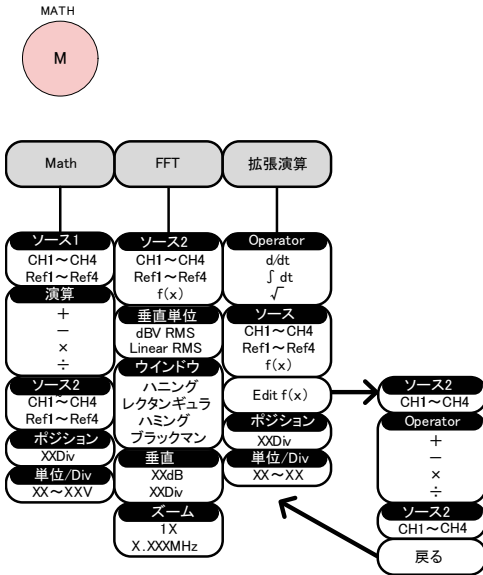 MATH
M
Math
FFT
拡張演算
ソース1
CH1～CH4
Ref1～Ref4
演算
＋
－
×
÷
ソース2
CH1～CH4
Ref1～Ref4
ポジション
XXDiv
単位/Div
XX～XXV
ソース2
CH1～CH4
Ref1～Ref4
f(x)
垂直単位
dBV RMS
Linear RMS
ウインドウ
ハニング
レクタンギュラ
ハミング
ブラックマン
垂直
XXdB
XXDiv
ズーム
1X
X.XXXMHz
Operator
d/dt
∫ dt
√
ソース
CH1～CH4
Ref1～Ref4
f(x)
Edit f(x)
ポジション
XXDiv
単位/Div
XX～XX
ソース2
CH1～CH4
Operator
＋
－
×
÷
ソース2
CH1～CH4
戻る